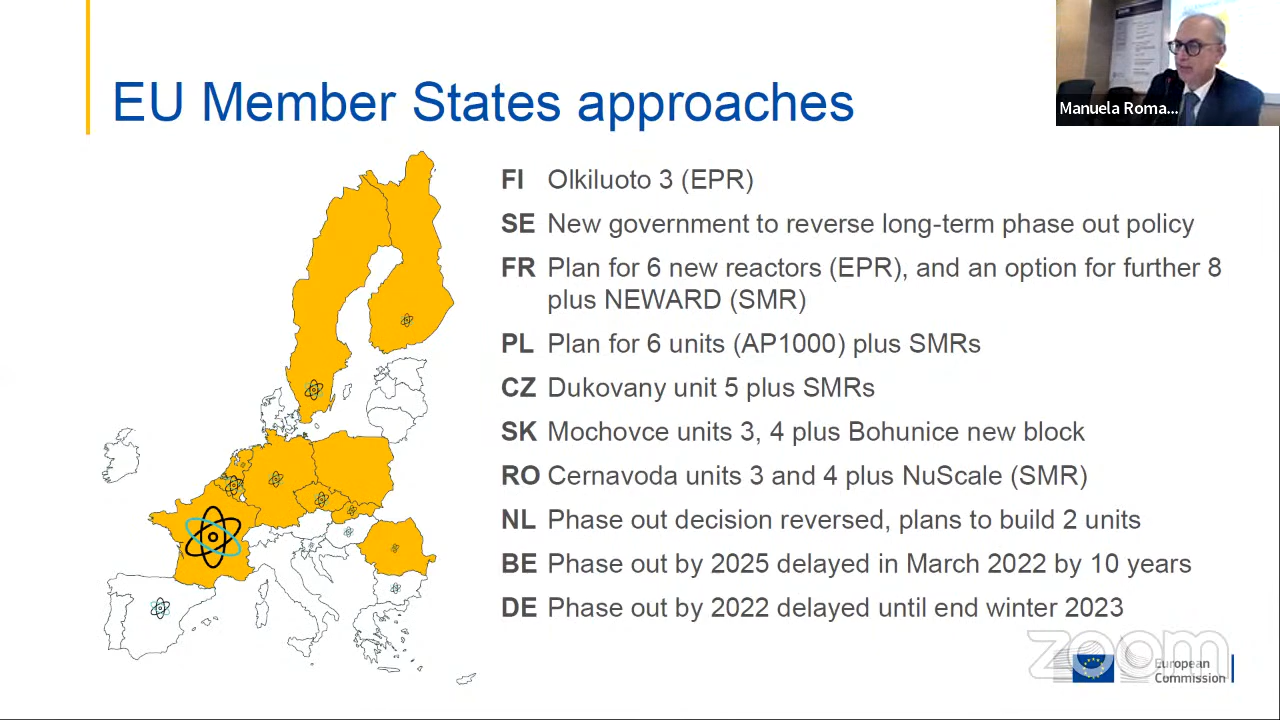 EU Member States approaches
Manuela Roma...
FI Olkiluoto 3 (EPR)
SE New government to reverse long-term phase out policy
FR Plan for 6 new reactors (EPR), and an option for further 8
plus NEWARD (SMR)
PL Plan for 6 units (AP1000) plus SMRs
CZ Dukovany unit 5 plus SMRs
SK Mochovce units 3, 4 plus Bohunice new block
RO Cernavoda units 3 and 4 plus NuScale (SMR)
NL Phase out decision reversed, plans to build 2 units
BE Phase out by 2025 delayed in March 2022 by 10 years
DE Phase out by 2022 delayed until end winter 2023
zoom
European
Commission